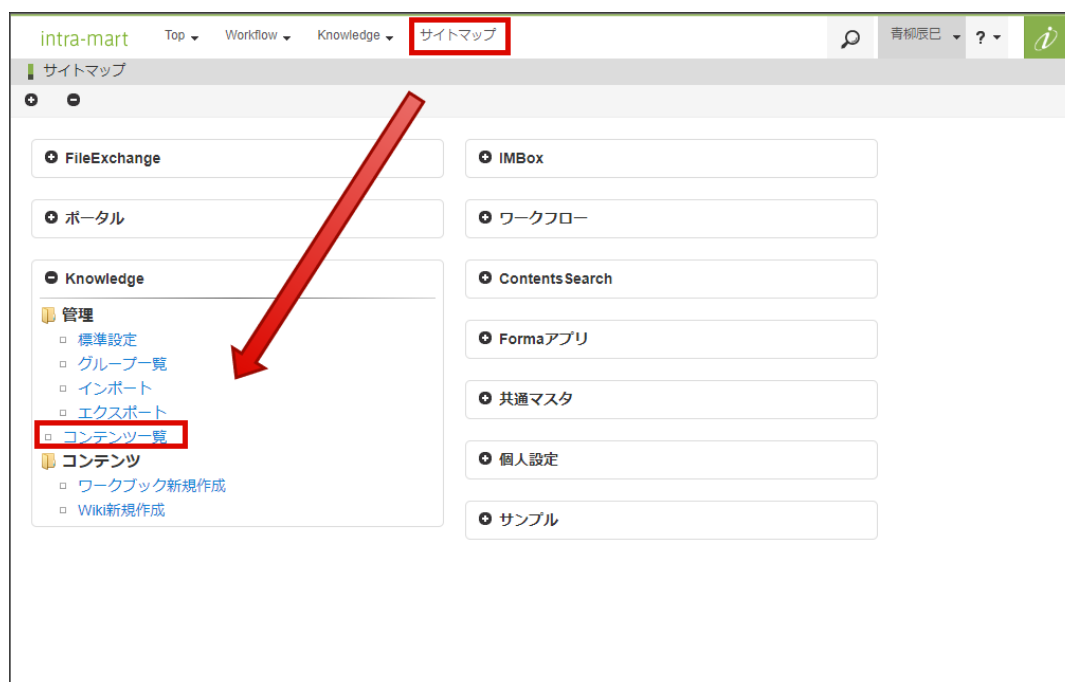 intra-mart Top Workflow Knowledge サイトマップ 青柳辰巳 ?
サイトマップ
FileExchange
ポータル
Knowledge
管理
標準設定
グループ一覧
インポート
エクスポート
コンテンツ一覧
コンテンツ
ワークブック新規作成
Wiki新規作成
IMBox
ワークフロー
ContentsSearch
Formaアプリ
共通マスタ
個人設定
サンプル